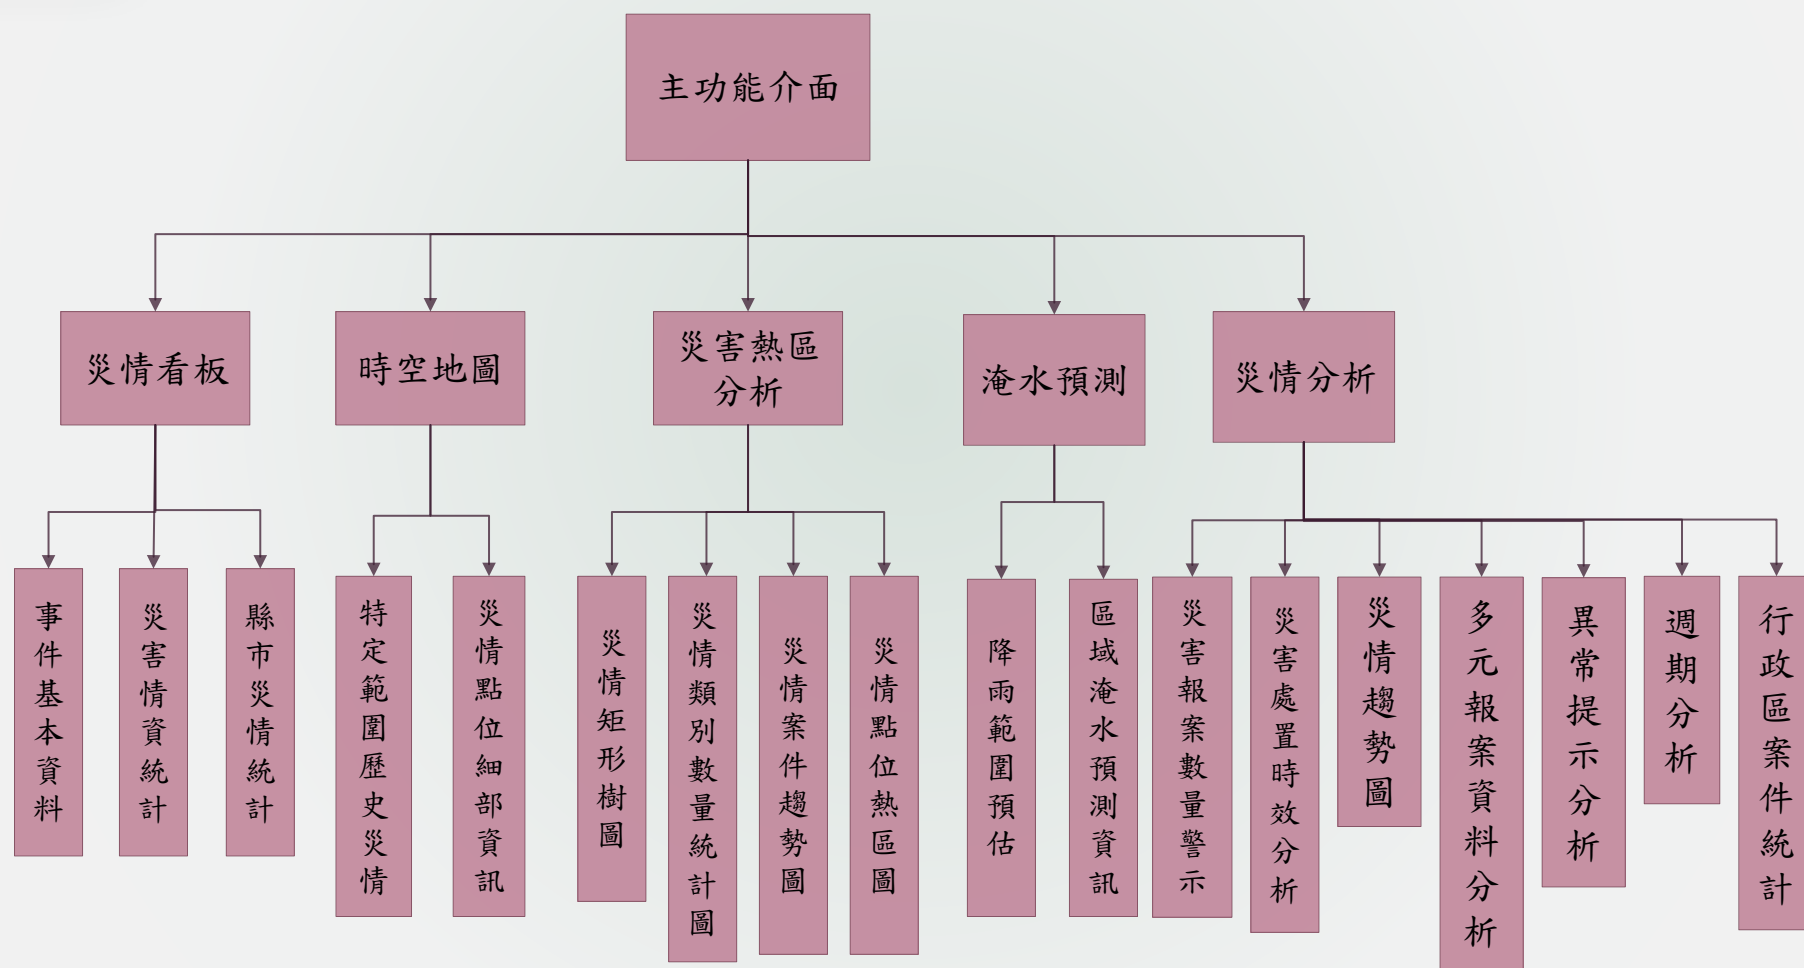 主功能介面
災情看板
時空地圖
災害熱區
分析
淹水預測
災情分析
事件基本資料
災害情資統計
縣市災情統計
特定範圍歷史災情
災情點位細部資訊
災情矩形樹圖
災情類別數量統計圖
災情案件趨勢圖
災情點位熱區圖
降雨範圍預估
區域淹水預測資訊
災害報案數量警示
災害處置時效分析
災情趨勢圖
多元報案資料分析
異常提示分析
週期分析
行政區案件統計